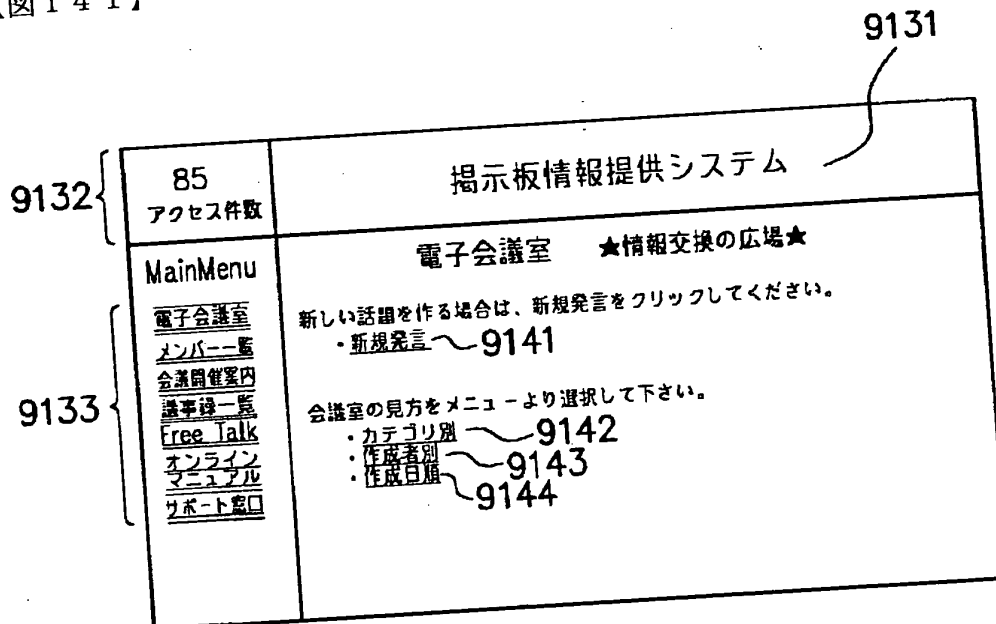 【図141】
9131
9132
85
アクセス件数
掲示板情報提供システム
MainMenu
電子会議室 ★情報交換の広場★
9133
電子会議室
メンバー一覧
会議開催案内
議事録一覧
Free Talk
オンライン
マニュアル
サポート窓口
新しい話題を作る場合は、新規発言をクリックしてください。
・新規発言 9141
会議室の見方をメニューより選択して下さい。
・カテゴリ別 9142
・作成者別 9143
・作成日順 9144